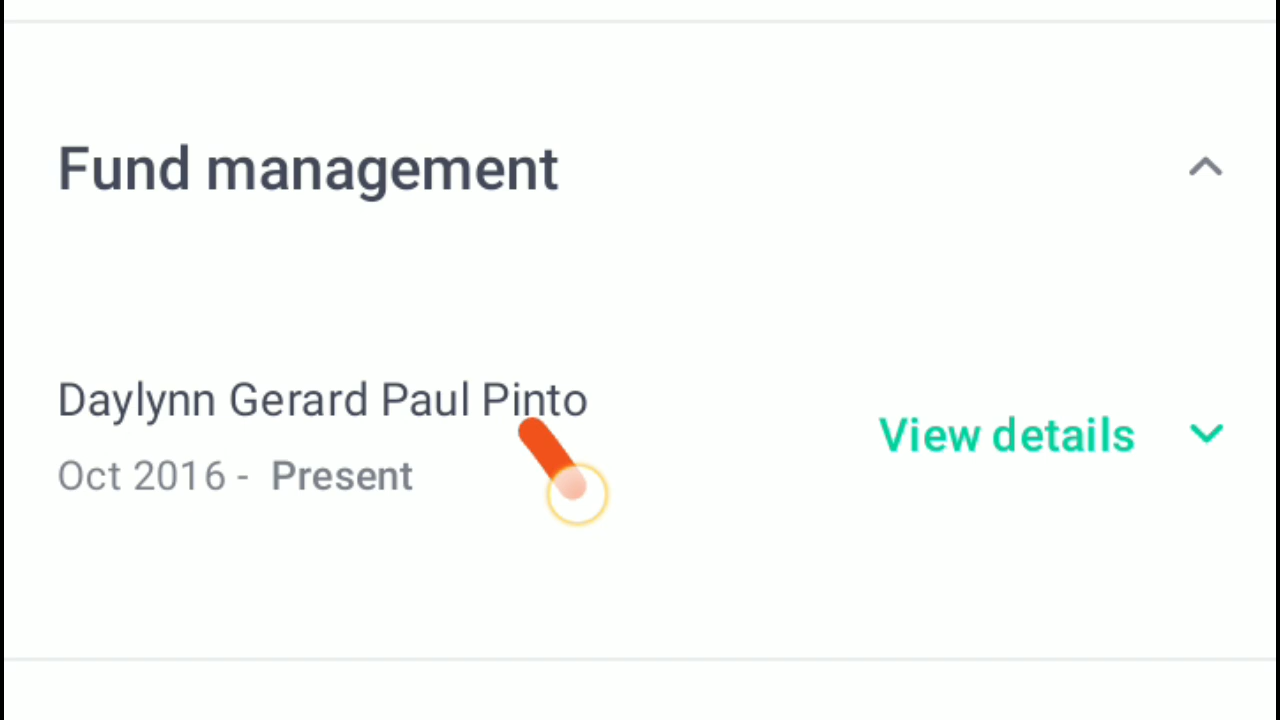 Fund management
Daylynn Gerard Paul Pinto
Oct 2016 - Present
View details